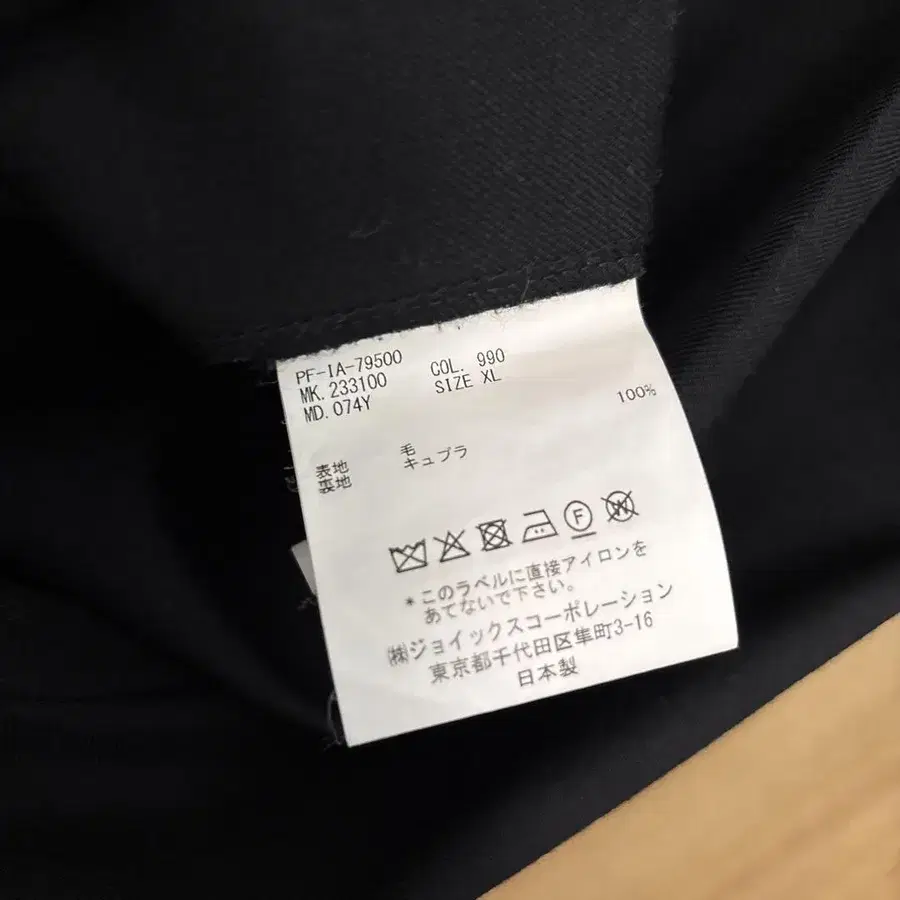 PF-IA-79500 COL. 990
MK. 233100 SIZE XL
MD. 074Y
表地 毛 100%
裏地 キュプラ
F
W
*このラベルに直接アイロンを
あてないで下さい。
㈱ジョイックスコーポレーション
東京都千代田区隼町3-16
日本製